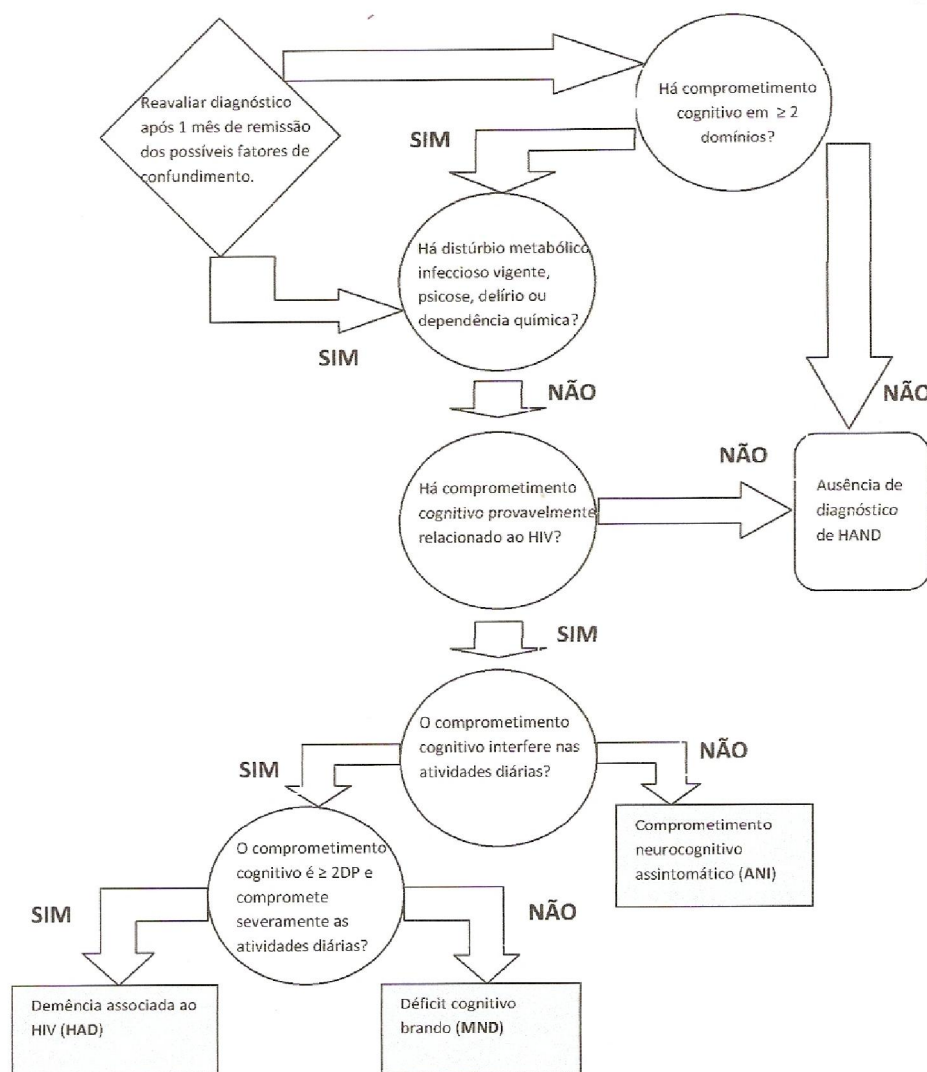 Reavaliar diagnóstico
após 1 mês de remissão
dos possíveis fatores de
confundimento.
Há comprometimento
cognitivo em ≥ 2
domínios?
SIM
Há distúrbio metabólico
infeccioso vigente,
psicose, delírio ou
dependência química?
SIM
NÃO
NÃO
Há comprometimento
cognitivo provavelmente
relacionado ao HIV?
NÃO
Ausência de
diagnóstico
de HAND
SIM
O comprometimento
cognitivo interfere nas
atividades diárias?
SIM
NÃO
O comprometimento
cognitivo é ≥ 2DP e
compromete
severamente as
atividades diárias?
Comprometimento
neurocognitivo
assintomático (ANI)
SIM
NÃO
Demência associada ao
HIV (HAD)
Déficit cognitivo
brando (MND)